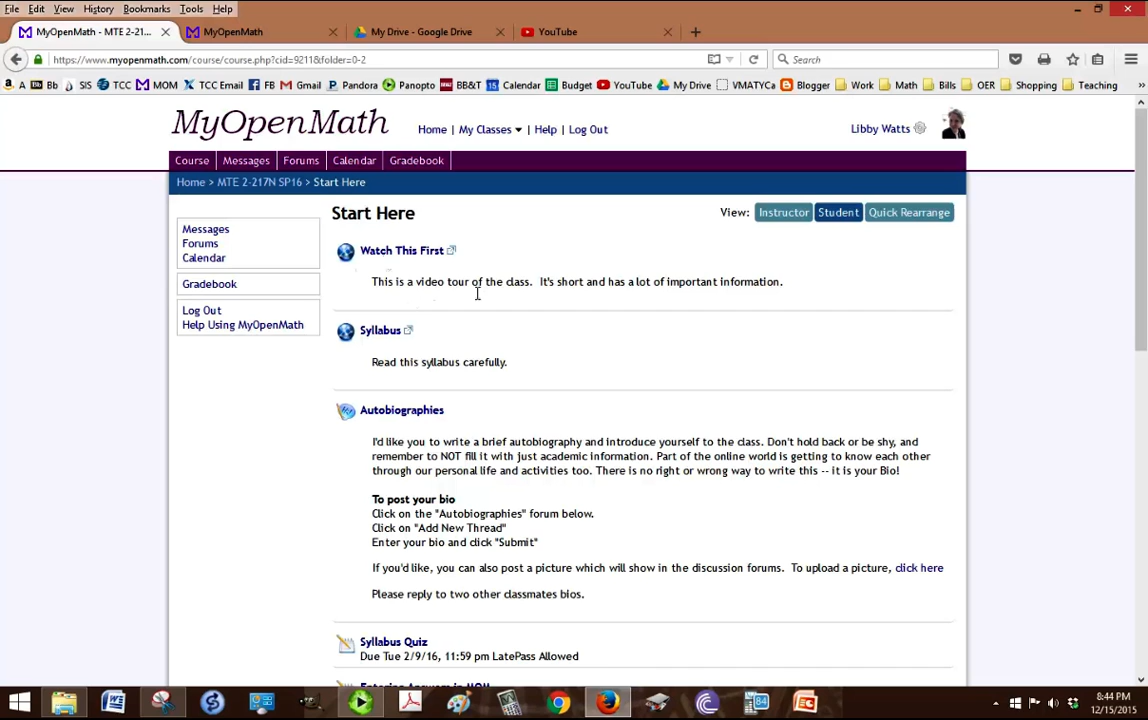 File Edit View History Bookmarks Tools Help
MyOpenMath - MTE 2-21... MyOpenMath My Drive - Google Drive YouTube
https://www.myopenmath.com/course/course.php?cid=9211&folder=0-2 Search
A Bb SIS TCC MOM TCC Email FB Gmail Pandora Panopto BB&T Calendar Budget YouTube My Drive VMATYCa Blogger Work Math Bills OER Shopping Teaching
MyOpenMath Home | My Classes | Help | Log Out Libby Watts
Course Messages Forums Calendar Gradebook
Home > MTE 2-217N SP16 > Start Here
Messages
Forums
Calendar
Gradebook
Log Out
Help Using MyOpenMath
Start Here View: Instructor Student Quick Rearrange
Watch This First
This is a video tour of the class. It's short and has a lot of important information.
Syllabus
Read this syllabus carefully.
Autobiographies
I'd like you to write a brief autobiography and introduce yourself to the class. Don't hold back or be shy, and
remember to NOT fill it with just academic information. Part of the online world is getting to know each other
through our personal life and activities too. There is no right or wrong way to write this -- it is your Bio!
To post your bio
Click on the "Autobiographies" forum below.
Click on "Add New Thread"
Enter your bio and click "Submit"
If you'd like, you can also post a picture which will show in the discussion forums. To upload a picture, click here
Please reply to two other classmates bios.
Syllabus Quiz
Due Tue 2/9/16, 11:59 pm LatePass Allowed
Entering Answers in MOM
8:44 PM
12/15/2015